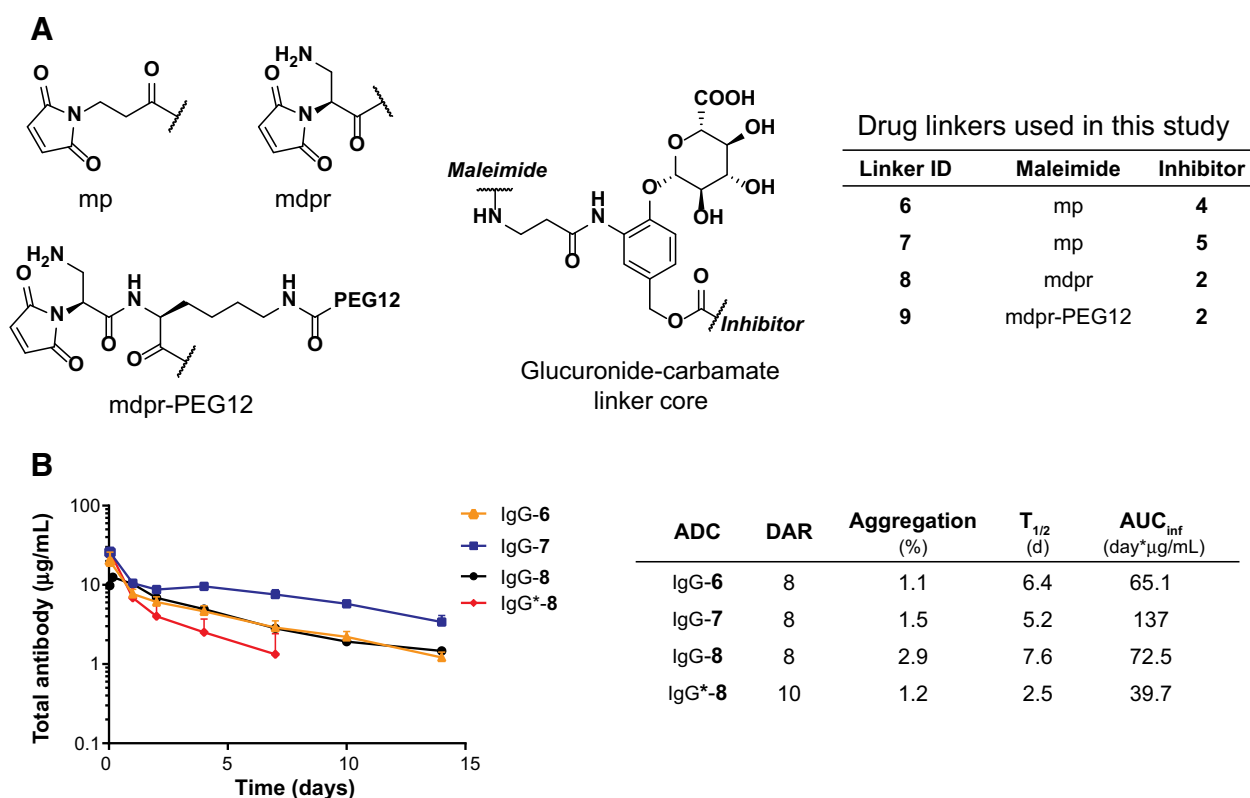 A
H₂N
O
O
N
O
mp
O
N
O
O
mdpr
H₂N
O
N
O
O
H
N
O
H
N
O
PEG12
mdpr-PEG12
Maleimide
HN
O
H
N
O
O
COOH
OH
OH
OH
O
O
Inhibitor
Glucuronide-carbamate
linker core
Drug linkers used in this study
Linker ID Maleimide Inhibitor
6 mp 4
7 mp 5
8 mdpr 2
9 mdpr-PEG12 2
B
Total antibody (μg/mL)
100
10
1
0.1
0 5 10 15
Time (days)
IgG-6
IgG-7
IgG-8
IgG*-8
ADC DAR Aggregation (%) T1/2 (d) AUCinf (day*μg/mL)
IgG-6 8 1.1 6.4 65.1
IgG-7 8 1.5 5.2 137
IgG-8 8 2.9 7.6 72.5
IgG*-8 10 1.2 2.5 39.7